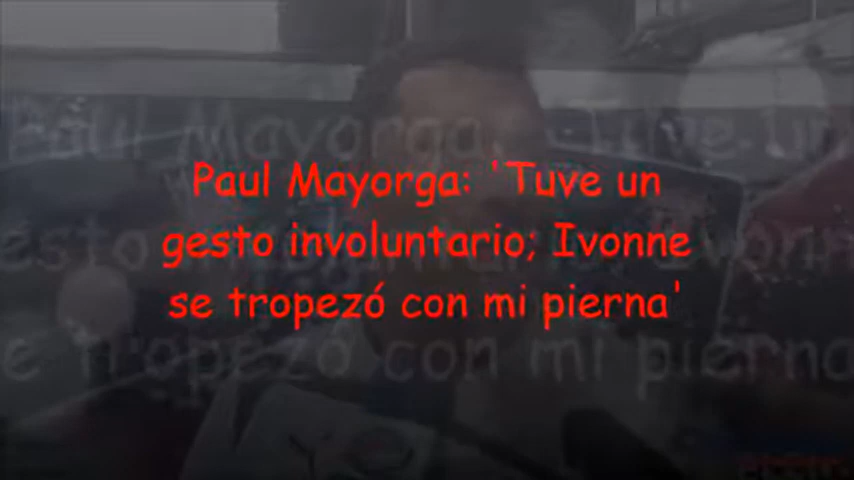 Paul Mayorga: 'Tuve un
gesto involuntario; Ivonne
se tropezó con mi pierna'